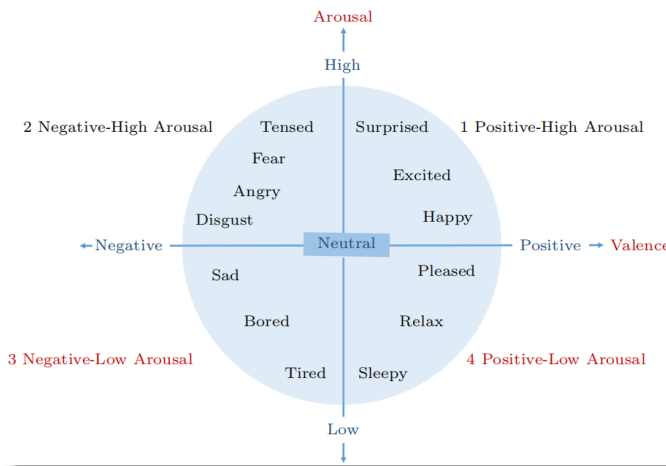 Arousal
High
2 Negative-High Arousal
Tensed
Surprised
1 Positive-High Arousal
Fear
Excited
Angry
Disgust
Happy
Negative
Neutral
Positive
Valence
Sad
Pleased
Bored
Relax
3 Negative-Low Arousal
4 Positive-Low Arousal
Tired
Sleepy
Low